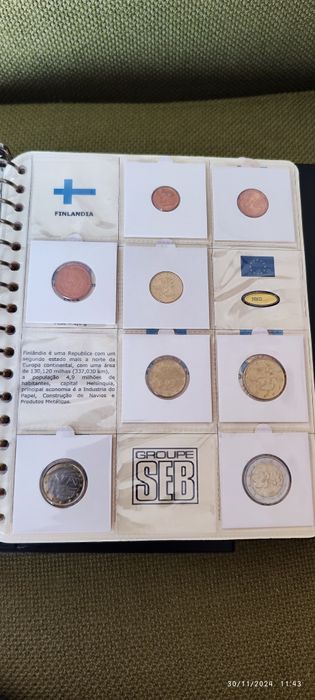 FINLANDIA
Finlândia é uma Republica com um
segundo estado mais a norte da
Europa continental, com uma área
de 130,120 milhas (337,030 km).
A população 4,9 milhões de
habitantes, capital Helsínquia,
principal economia é a Industria do
Papel, Construção de Navios e
Produtos Metálicos.
GROUPE
SEB
30/11/2024 11:43